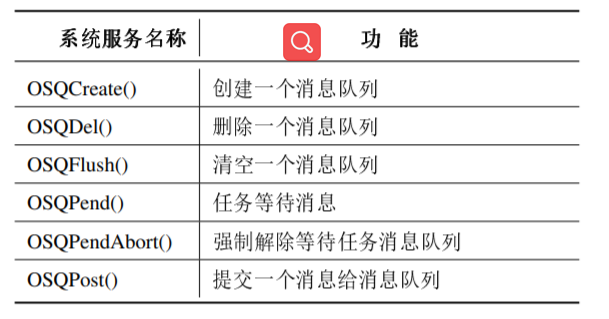 系统服务名称 功 能
OSQCreate() 创建一个消息队列
OSQDel() 删除一个消息队列
OSQFlush() 清空一个消息队列
OSQPend() 任务等待消息
OSQPendAbort() 强制解除等待任务消息队列
OSQPost() 提交一个消息给消息队列